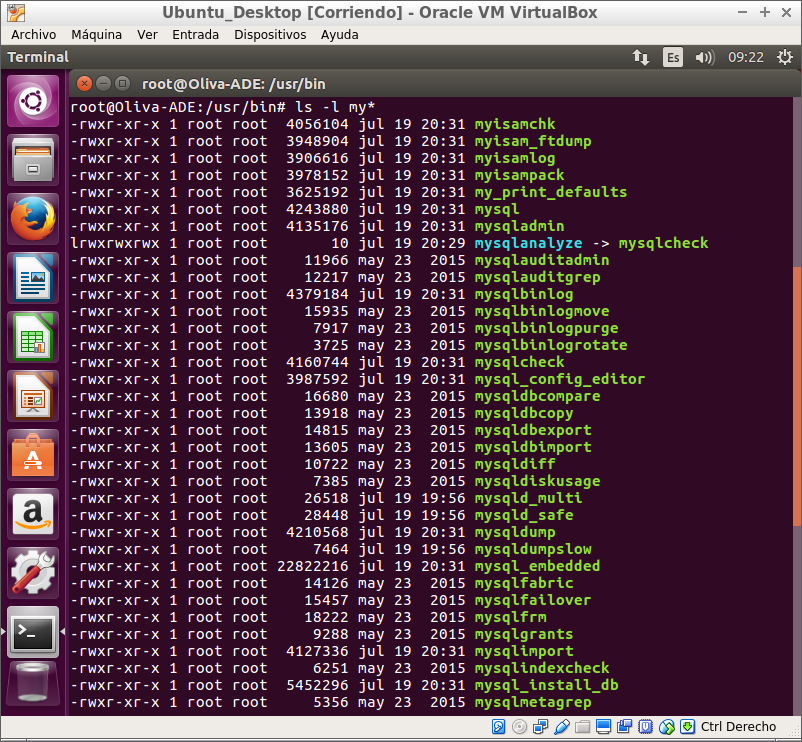 Ubuntu_Desktop [Corriendo] - Oracle VM VirtualBox
Archivo Máquina Ver Entrada Dispositivos Ayuda
Terminal Es 09:22
root@Oliva-ADE: /usr/bin
root@Oliva-ADE:/usr/bin# ls -l my*
-rwxr-xr-x 1 root root  4056104 jul 19 20:31 myisamchk
-rwxr-xr-x 1 root root  3948904 jul 19 20:31 myisam_ftdump
-rwxr-xr-x 1 root root  3906616 jul 19 20:31 myisamlog
-rwxr-xr-x 1 root root  3978152 jul 19 20:31 myisampack
-rwxr-xr-x 1 root root  3625192 jul 19 20:31 my_print_defaults
-rwxr-xr-x 1 root root  4243880 jul 19 20:31 mysql
-rwxr-xr-x 1 root root  4135176 jul 19 20:31 mysqladmin
lrwxrwxrwx 1 root root       10 jul 19 20:29 mysqlanalyze -> mysqlcheck
-rwxr-xr-x 1 root root    11966 may 23  2015 mysqlauditadmin
-rwxr-xr-x 1 root root    12217 may 23  2015 mysqlauditgrep
-rwxr-xr-x 1 root root  4379184 jul 19 20:31 mysqlbinlog
-rwxr-xr-x 1 root root    15935 may 23  2015 mysqlbinlogmove
-rwxr-xr-x 1 root root     7917 may 23  2015 mysqlbinlogpurge
-rwxr-xr-x 1 root root     3725 may 23  2015 mysqlbinlogrotate
-rwxr-xr-x 1 root root  4160744 jul 19 20:31 mysqlcheck
-rwxr-xr-x 1 root root  3987592 jul 19 20:31 mysql_config_editor
-rwxr-xr-x 1 root root    16680 may 23  2015 mysqldbcompare
-rwxr-xr-x 1 root root    13918 may 23  2015 mysqldbcopy
-rwxr-xr-x 1 root root    14815 may 23  2015 mysqldbexport
-rwxr-xr-x 1 root root    13605 may 23  2015 mysqldbimport
-rwxr-xr-x 1 root root    10722 may 23  2015 mysqldiff
-rwxr-xr-x 1 root root     7385 may 23  2015 mysqldiskusage
-rwxr-xr-x 1 root root    26518 jul 19 19:56 mysqld_multi
-rwxr-xr-x 1 root root    28448 jul 19 19:56 mysqld_safe
-rwxr-xr-x 1 root root  4210568 jul 19 20:31 mysqldump
-rwxr-xr-x 1 root root     7464 jul 19 19:56 mysqldumpslow
-rwxr-xr-x 1 root root 22822216 jul 19 20:31 mysql_embedded
-rwxr-xr-x 1 root root    14126 may 23  2015 mysqlfabric
-rwxr-xr-x 1 root root    15457 may 23  2015 mysqlfailover
-rwxr-xr-x 1 root root    18222 may 23  2015 mysqlfrm
-rwxr-xr-x 1 root root     9288 may 23  2015 mysqlgrants
-rwxr-xr-x 1 root root  4127336 jul 19 20:31 mysqlimport
-rwxr-xr-x 1 root root     6251 may 23  2015 mysqlindexcheck
-rwxr-xr-x 1 root root  5452296 jul 19 20:31 mysql_install_db
-rwxr-xr-x 1 root root     5356 may 23  2015 mysqlmetagrep
Ctrl Derecho